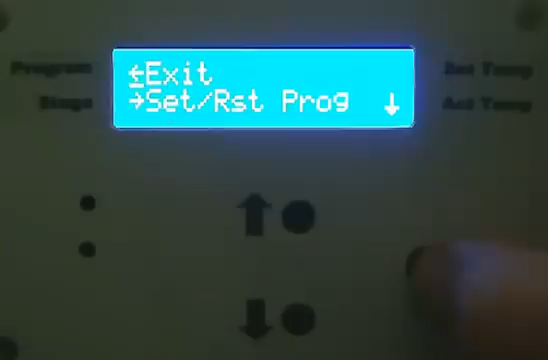 ←Exit
→Set/Rst Prog ↓
Program
Stage
Set Temp
Act Temp